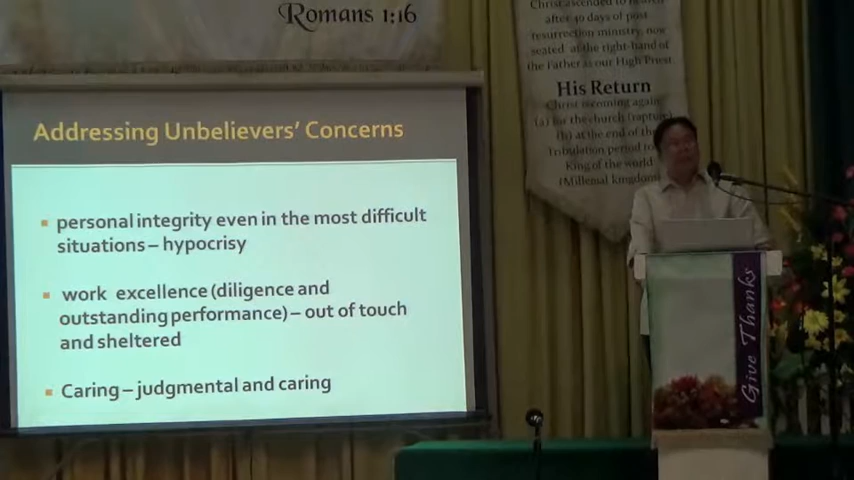 Romans 1:16
Christ ascended to heaven
after 40 days of post
resurrection ministry, now
seated at the right-hand of
the Father as our High Priest
His Return
Christ is coming again
(a) for the church (rapture)
(b) at the end of the
Tribulation period to
King of the world
(Millenial kingdom)
Addressing Unbelievers' Concerns
personal integrity even in the most difficult
situations – hypocrisy
work excellence (diligence and
outstanding performance) – out of touch
and sheltered
Caring – judgmental and caring
Give Thanks